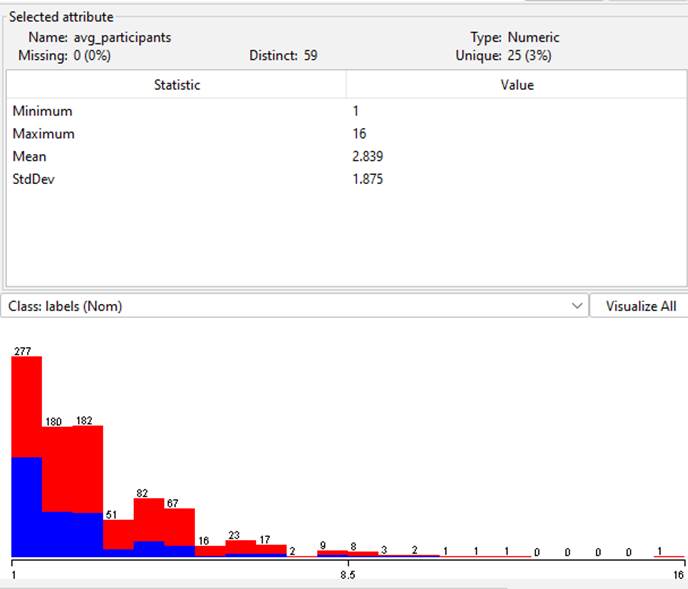 Selected attribute
Name: avg_participants Type: Numeric
Missing: 0 (0%) Distinct: 59 Unique: 25 (3%)
Statistic Value
Minimum 1
Maximum 16
Mean 2.839
StdDev 1.875
Class: labels (Nom) Visualize All
277
180 182
51
82
67
16
23
17
2
9
8
3
2
1
1
1
0
0
0
0
1
1 8.5 16